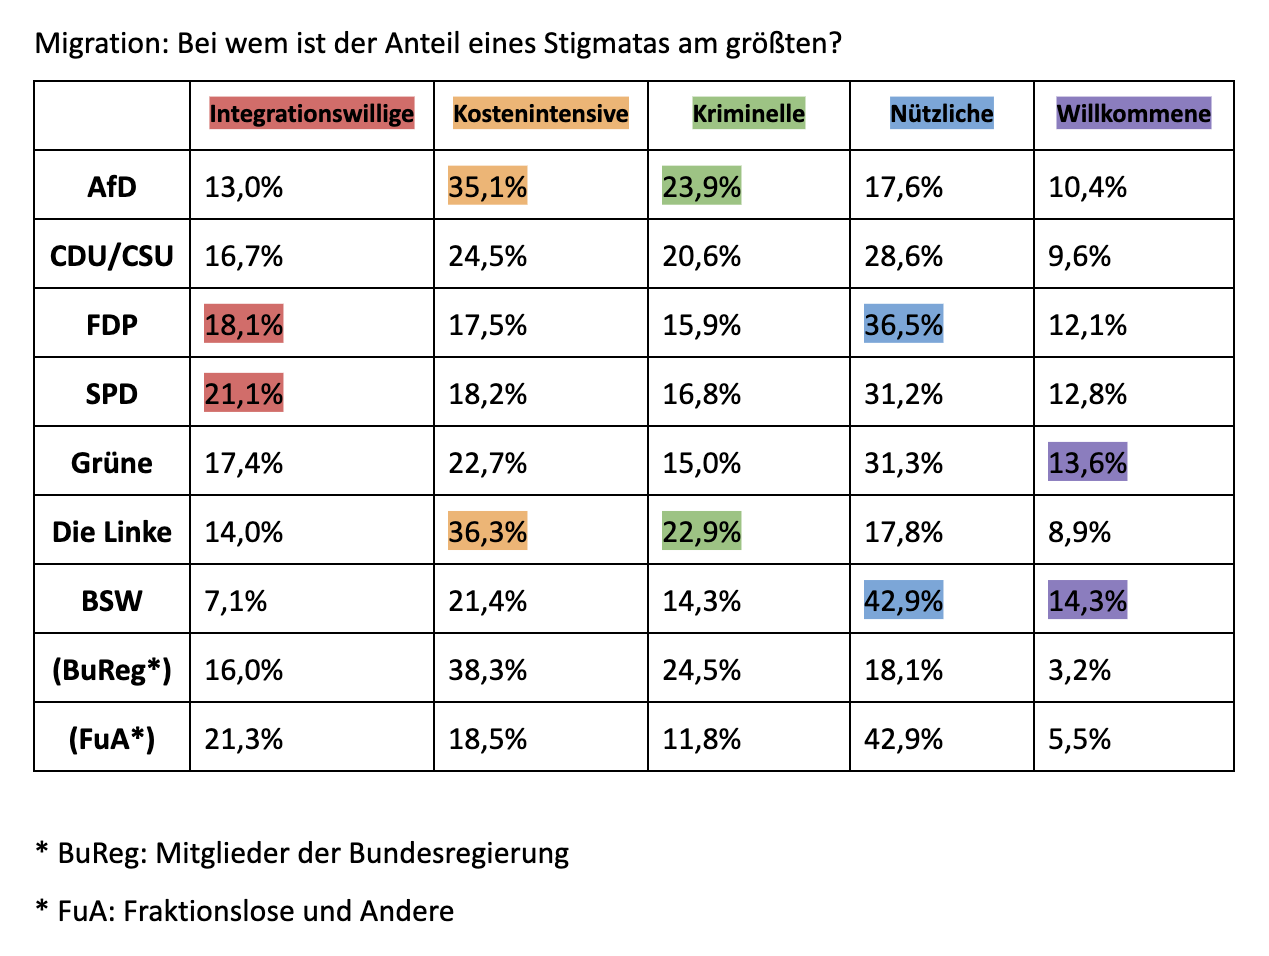 Migration: Bei wem ist der Anteil eines Stigmatas am größten?
Integrationswillige Kostenintensive Kriminelle Nützliche Willkommene
AfD 13,0% 35,1% 23,9% 17,6% 10,4%
CDU/CSU 16,7% 24,5% 20,6% 28,6% 9,6%
FDP 18,1% 17,5% 15,9% 36,5% 12,1%
SPD 21,1% 18,2% 16,8% 31,2% 12,8%
Grüne 17,4% 22,7% 15,0% 31,3% 13,6%
Die Linke 14,0% 36,3% 22,9% 17,8% 8,9%
BSW 7,1% 21,4% 14,3% 42,9% 14,3%
(BuReg*) 16,0% 38,3% 24,5% 18,1% 3,2%
(FuA*) 21,3% 18,5% 11,8% 42,9% 5,5%
* BuReg: Mitglieder der Bundesregierung
* FuA: Fraktionslose und Andere